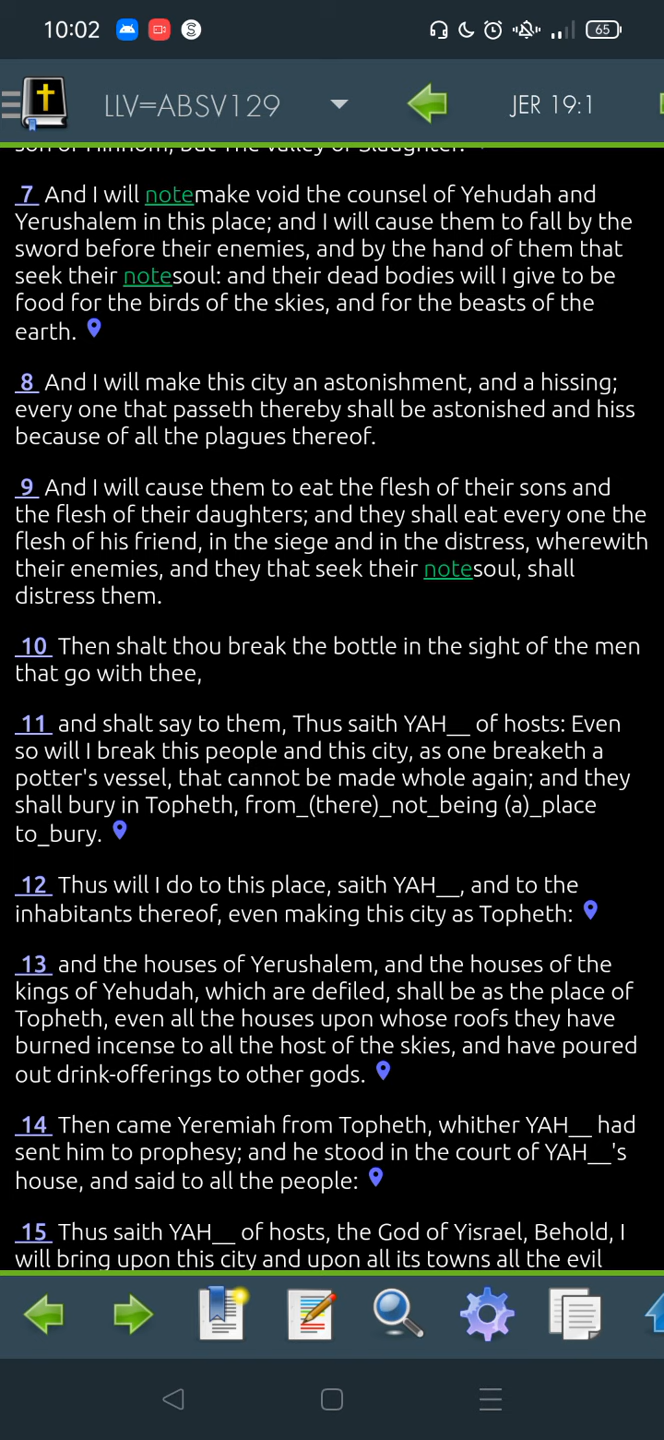 10:02
65
LLV=ABSV129
JER 19:1
son of Hinnom, but The valley of Slaughter.
7 And I will notemake void the counsel of Yehudah and
Yerushalem in this place; and I will cause them to fall by the
sword before their enemies, and by the hand of them that
seek their notesoul: and their dead bodies will I give to be
food for the birds of the skies, and for the beasts of the
earth.
8 And I will make this city an astonishment, and a hissing;
every one that passeth thereby shall be astonished and hiss
because of all the plagues thereof.
9 And I will cause them to eat the flesh of their sons and
the flesh of their daughters; and they shall eat every one the
flesh of his friend, in the siege and in the distress, wherewith
their enemies, and they that seek their notesoul, shall
distress them.
10 Then shalt thou break the bottle in the sight of the men
that go with thee,
11 and shalt say to them, Thus saith YAH__ of hosts: Even
so will I break this people and this city, as one breaketh a
potter's vessel, that cannot be made whole again; and they
shall bury in Topheth, from_(there)_not_being (a)_place
to_bury.
12 Thus will I do to this place, saith YAH__, and to the
inhabitants thereof, even making this city as Topheth:
13 and the houses of Yerushalem, and the houses of the
kings of Yehudah, which are defiled, shall be as the place of
Topheth, even all the houses upon whose roofs they have
burned incense to all the host of the skies, and have poured
out drink-offerings to other gods.
14 Then came Yeremiah from Topheth, whither YAH__ had
sent him to prophesy; and he stood in the court of YAH__'s
house, and said to all the people:
15 Thus saith YAH__ of hosts, the God of Yisrael, Behold, I
will bring upon this city and upon all its towns all the evil